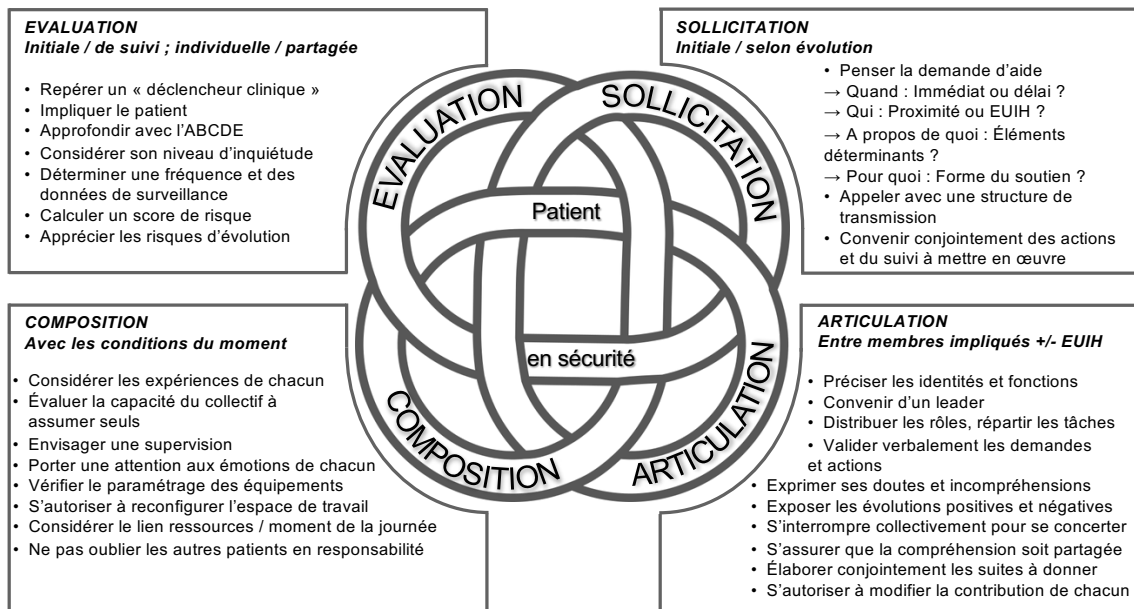 EVALUATION
Initiale / de suivi ; individuelle / partagée
• Repérer un « déclencheur clinique »
• Impliquer le patient
• Approfondir avec l’ABCDE
• Considérer son niveau d’inquiétude
• Déterminer une fréquence et des
données de surveillance
• Calculer un score de risque
• Apprécier les risques d’évolution
SOLLICITATION
Initiale / selon évolution
• Penser la demande d’aide
→ Quand : Immédiat ou délai ?
→ Qui : Proximité ou EUIH ?
→ A propos de quoi : Éléments
déterminants ?
→ Pour quoi : Forme du soutien ?
• Appeler avec une structure de
transmission
• Convenir conjointement des actions
et du suivi à mettre en œuvre
EVALUATION
SOLLICITATION
Patient
en sécurité
COMPOSITION
ARTICULATION
COMPOSITION
Avec les conditions du moment
• Considérer les expériences de chacun
• Évaluer la capacité du collectif à
assumer seuls
• Envisager une supervision
• Porter une attention aux émotions de chacun
• Vérifier le paramétrage des équipements
• S’autoriser à reconfigurer l’espace de travail
• Considérer le lien ressources / moment de la journée
• Ne pas oublier les autres patients en responsabilité
ARTICULATION
Entre membres impliqués +/- EUIH
• Préciser les identités et fonctions
• Convenir d’un leader
• Distribuer les rôles, répartir les tâches
• Valider verbalement les demandes
et actions
• Exprimer ses doutes et incompréhensions
• Exposer les évolutions positives et négatives
• S’interrompre collectivement pour se concerter
• S’assurer que la compréhension soit partagée
• Élaborer conjointement les suites à donner
• S’autoriser à modifier la contribution de chacun